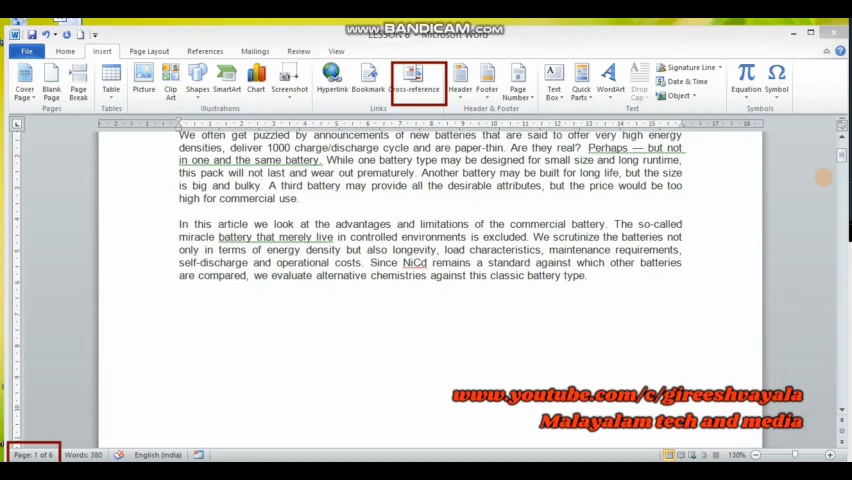 www.BANDICAM.com
Microsoft Word
File Home Insert Page Layout References Mailings Review View
Cover Page Blank Page Page Break Table Picture Clip Art Shapes SmartArt Chart Screenshot Hyperlink Bookmark Cross-reference Header Footer Page Number Text Box Quick Parts WordArt Drop Cap Signature Line Date & Time Object Equation Symbol
Pages Tables Illustrations Links Header & Footer Text Symbols
We often get puzzled by announcements of new batteries that are said to offer very high energy
densities, deliver 1000 charge/discharge cycle and are paper-thin. Are they real? Perhaps — but not
in one and the same battery. While one battery type may be designed for small size and long runtime,
this pack will not last and wear out prematurely. Another battery may be built for long life, but the size
is big and bulky. A third battery may provide all the desirable attributes, but the price would be too
high for commercial use.
In this article we look at the advantages and limitations of the commercial battery. The so-called
miracle battery that merely live in controlled environments is excluded. We scrutinize the batteries not
only in terms of energy density but also longevity, load characteristics, maintenance requirements,
self-discharge and operational costs. Since NiCd remains a standard against which other batteries
are compared, we evaluate alternative chemistries against this classic battery type.
www.youtube.com/c/gireeshvayala
Malayalam tech and media
Page: 1 of 6 Words: 380 English (India) 130%